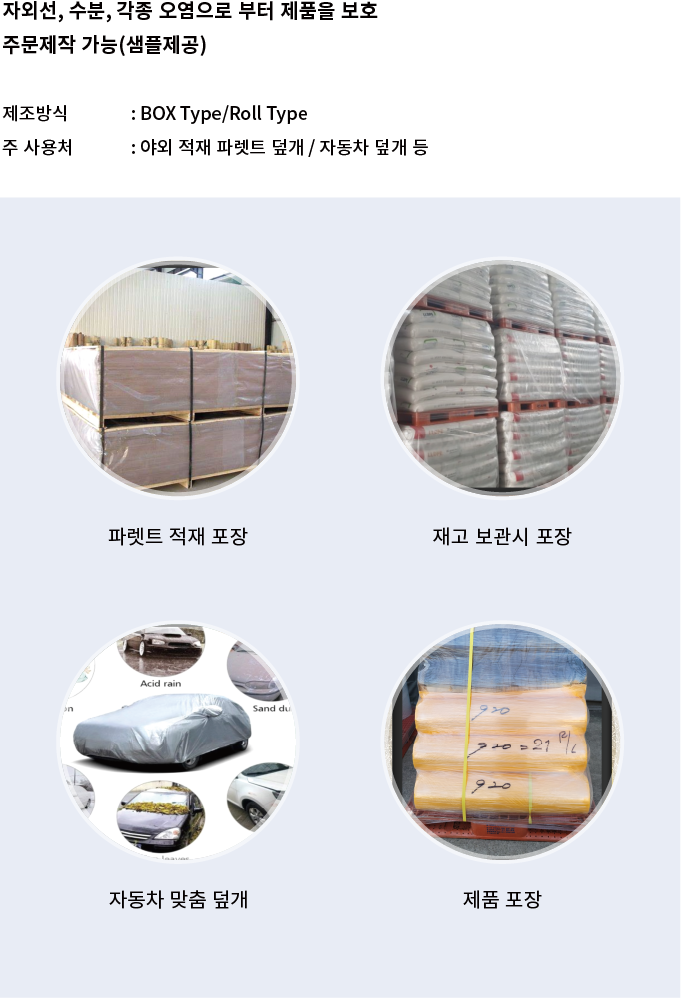 자외선, 수분, 각종 오염으로 부터 제품을 보호
주문제작 가능(샘플제공)
제조방식 : BOX Type/Roll Type
주 사용처 : 야외 적재 파렛트 덮개 / 자동차 덮개 등
파렛트 적재 포장
재고 보관시 포장
Acid rain
Sand du
920
920 = 21 R/L
920
자동차 맞춤 덮개
제품 포장